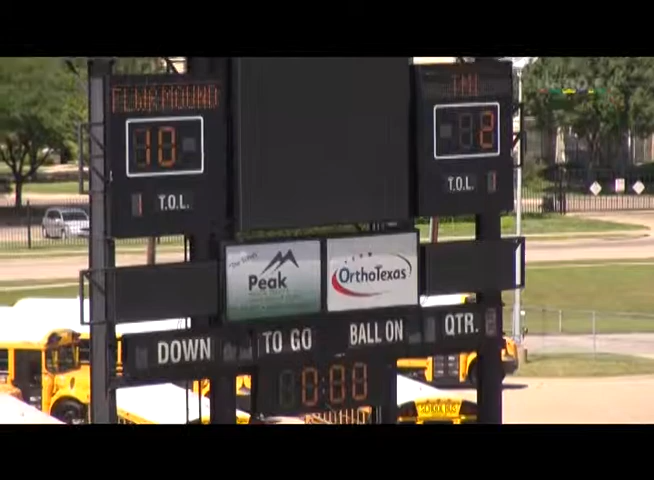 FLWR MOUND
TML
10
2
T.O.L.
T.O.L.
Peak
OrthoTexas
DOWN
TO GO
BALL ON
QTR.
0:00
SCHOOL BUS